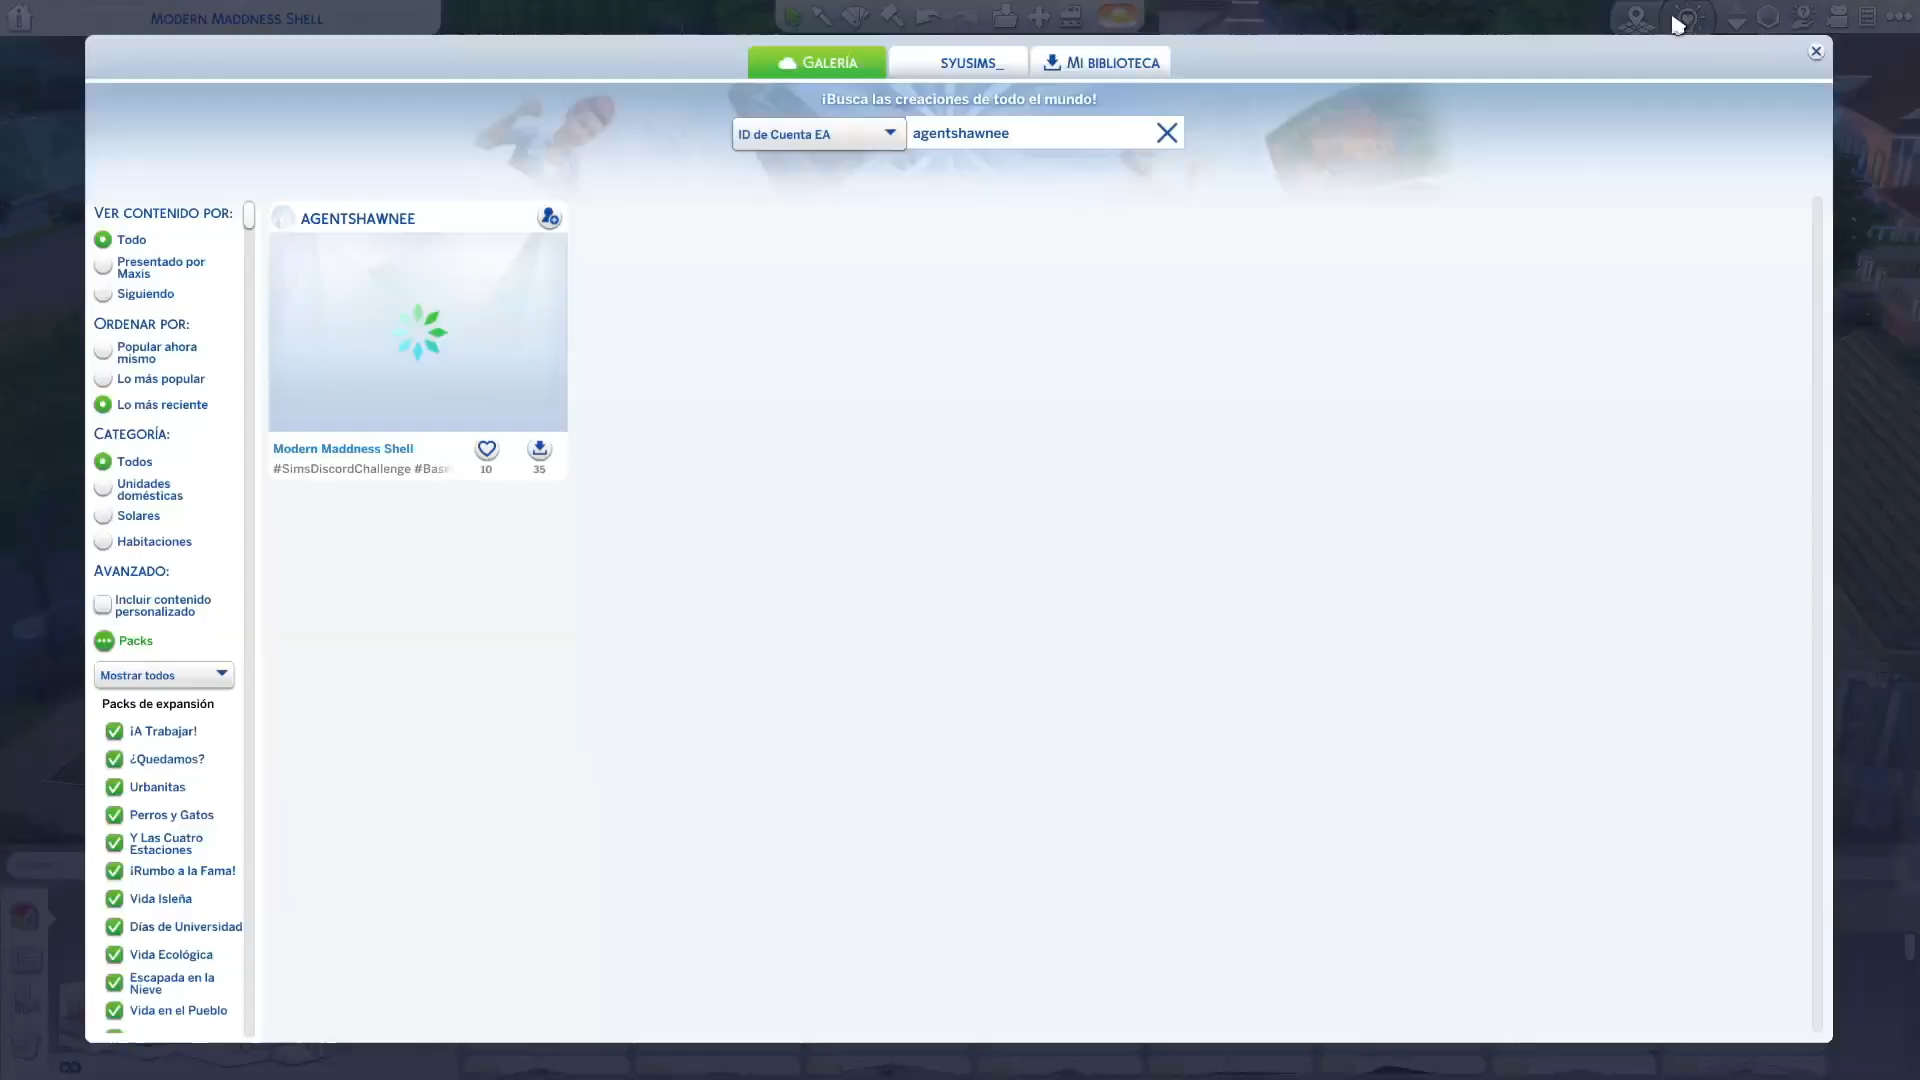 Modern Maddness Shell
Galería
SYUSIMS_
Mi biblioteca
¡Busca las creaciones de todo el mundo!
ID de Cuenta EA
agentshawnee
Ver contenido por:
Todo
Presentado por
Maxis
Siguiendo
Ordenar por:
Popular ahora
mismo
Lo más popular
Lo más reciente
Categoría:
Todos
Unidades
domésticas
Solares
Habitaciones
Avanzado:
Incluir contenido
personalizado
Packs
Mostrar todos
Packs de expansión
¡A Trabajar!
¿Quedamos?
Urbanitas
Perros y Gatos
Y Las Cuatro
Estaciones
¡Rumbo a la Fama!
Vida Isleña
Días de Universidad
Vida Ecológica
Escapada en la
Nieve
Vida en el Pueblo
AGENTSHAWNEE
Modern Maddness Shell
#SimsDiscordChallenge #Bas
10
35